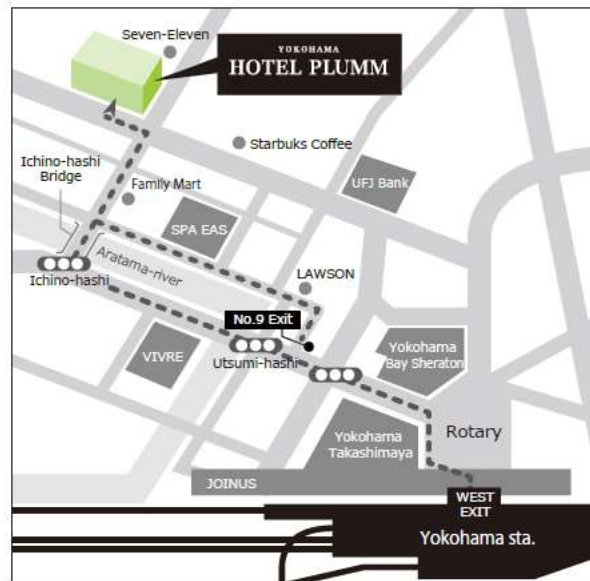 Seven-Eleven
YOKOHAMA
HOTEL PLUMM
Starbuks Coffee
Ichino-hashi
Bridge
Family Mart
UFJ Bank
SPA EAS
Aratama-river
Ichino-hashi
LAWSON
No.9 Exit
VIVRE
Utsumi-hashi
Yokohama
Bay Sheraton
Yokohama
Takashimaya
Rotary
JOINUS
WEST
EXIT
Yokohama sta.